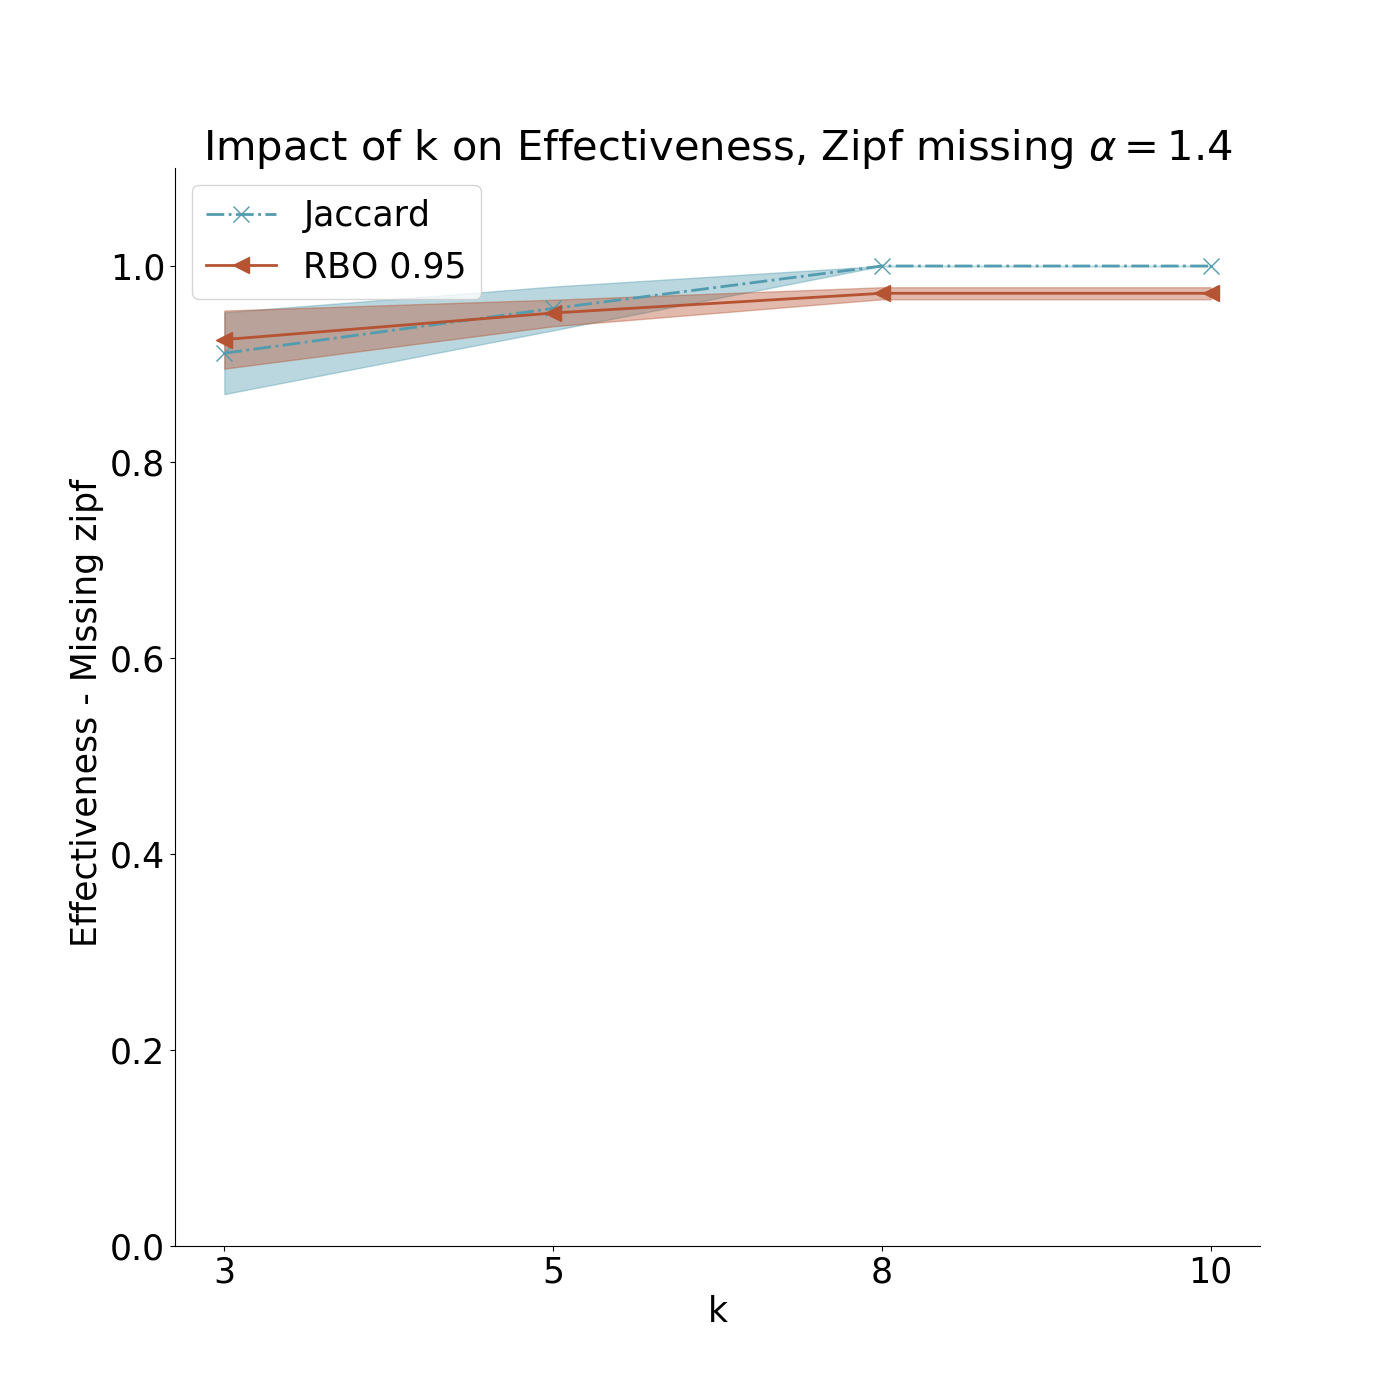 Impact of k on Effectiveness, Zipf missing α = 1.4
Jaccard
RBO 0.95
1.0
0.8
0.6
0.4
0.2
0.0
Effectiveness - Missing zipf
3 5 8 10
k